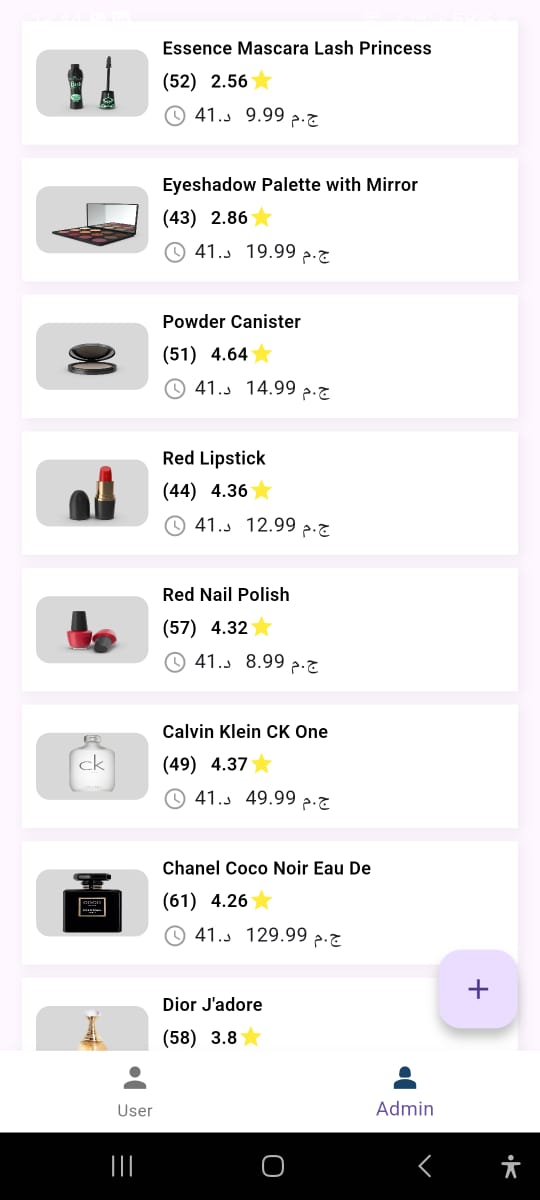 Essence Mascara Lash Princess
(52) 2.56
41.د 9.99 ج.م
Eyeshadow Palette with Mirror
(43) 2.86
41.د 19.99 ج.م
Powder Canister
(51) 4.64
41.د 14.99 ج.م
Red Lipstick
(44) 4.36
41.د 12.99 ج.م
Red Nail Polish
(57) 4.32
41.د 8.99 ج.م
Calvin Klein CK One
ck
(49) 4.37
41.د 49.99 ج.م
Chanel Coco Noir Eau De
(61) 4.26
41.د 129.99 ج.م
Dior J'adore
(58) 3.8
User
Admin